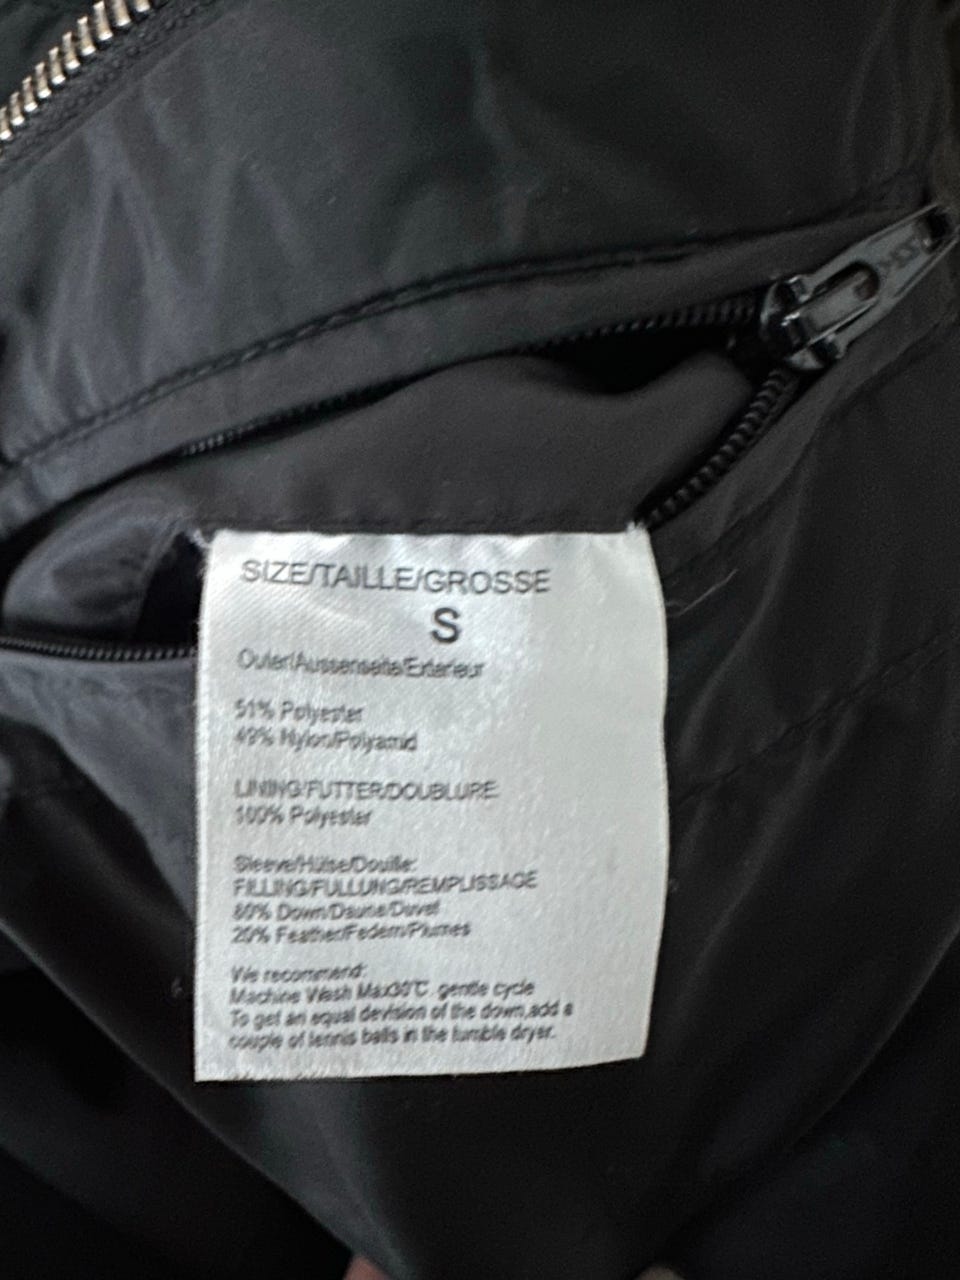 SIZE/TAILLE/GROSSE
S
Outer/Aussenseite/Exterieur
51% Polyester
49% Nylon/Polyamid
LINING/FUTTER/DOUBLURE
100% Polyester
Sleeve/Hülse/Douille:
FILLING/FULLUNG/REMPLISSAGE
80% Down/Daune/Duvet
20% Feather/Federn/Plumes
We recommend:
Machine Wash Max30°C gentle cycle
To get an equal devision of the down,add a
couple of tennis balls in the tumble dryer.